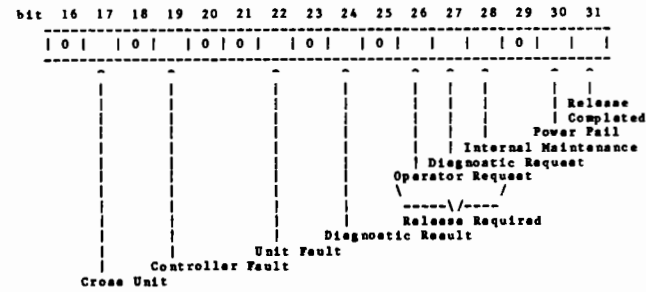 bit 16 17 18 19 20 21 22 23 24 25 26 27 28 29 30 31
| 0 | | 0 | | 0 | 0 | | 0 | | 0 | | | | 0 | | |
Release
Completed
Power Fail
Internal Maintenance
Diagnostic Request
Operator Request
Release Required
Diagnostic Result
Unit Fault
Controller Fault
Cross Unit